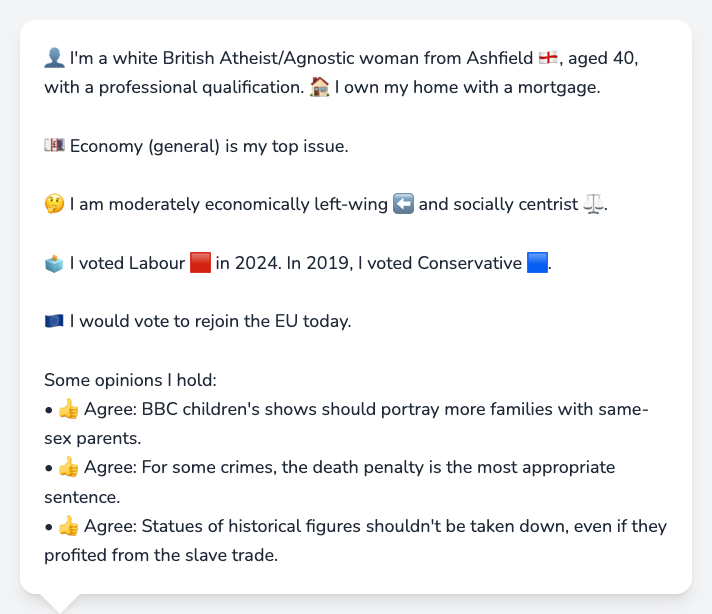 👤 I'm a white British Atheist/Agnostic woman from Ashfield 🏴󠁧󠁢󠁥󠁮󠁧󠁿, aged 40,
with a professional qualification. 🏠 I own my home with a mortgage.
💷 Economy (general) is my top issue.
🤔 I am moderately economically left-wing ⬅️ and socially centrist ⚖️.
🗳️ I voted Labour 🟥 in 2024. In 2019, I voted Conservative 🟦.
🇪🇺 I would vote to rejoin the EU today.
Some opinions I hold:
• 👍 Agree: BBC children's shows should portray more families with same-
sex parents.
• 👍 Agree: For some crimes, the death penalty is the most appropriate
sentence.
• 👍 Agree: Statues of historical figures shouldn't be taken down, even if they
profited from the slave trade.